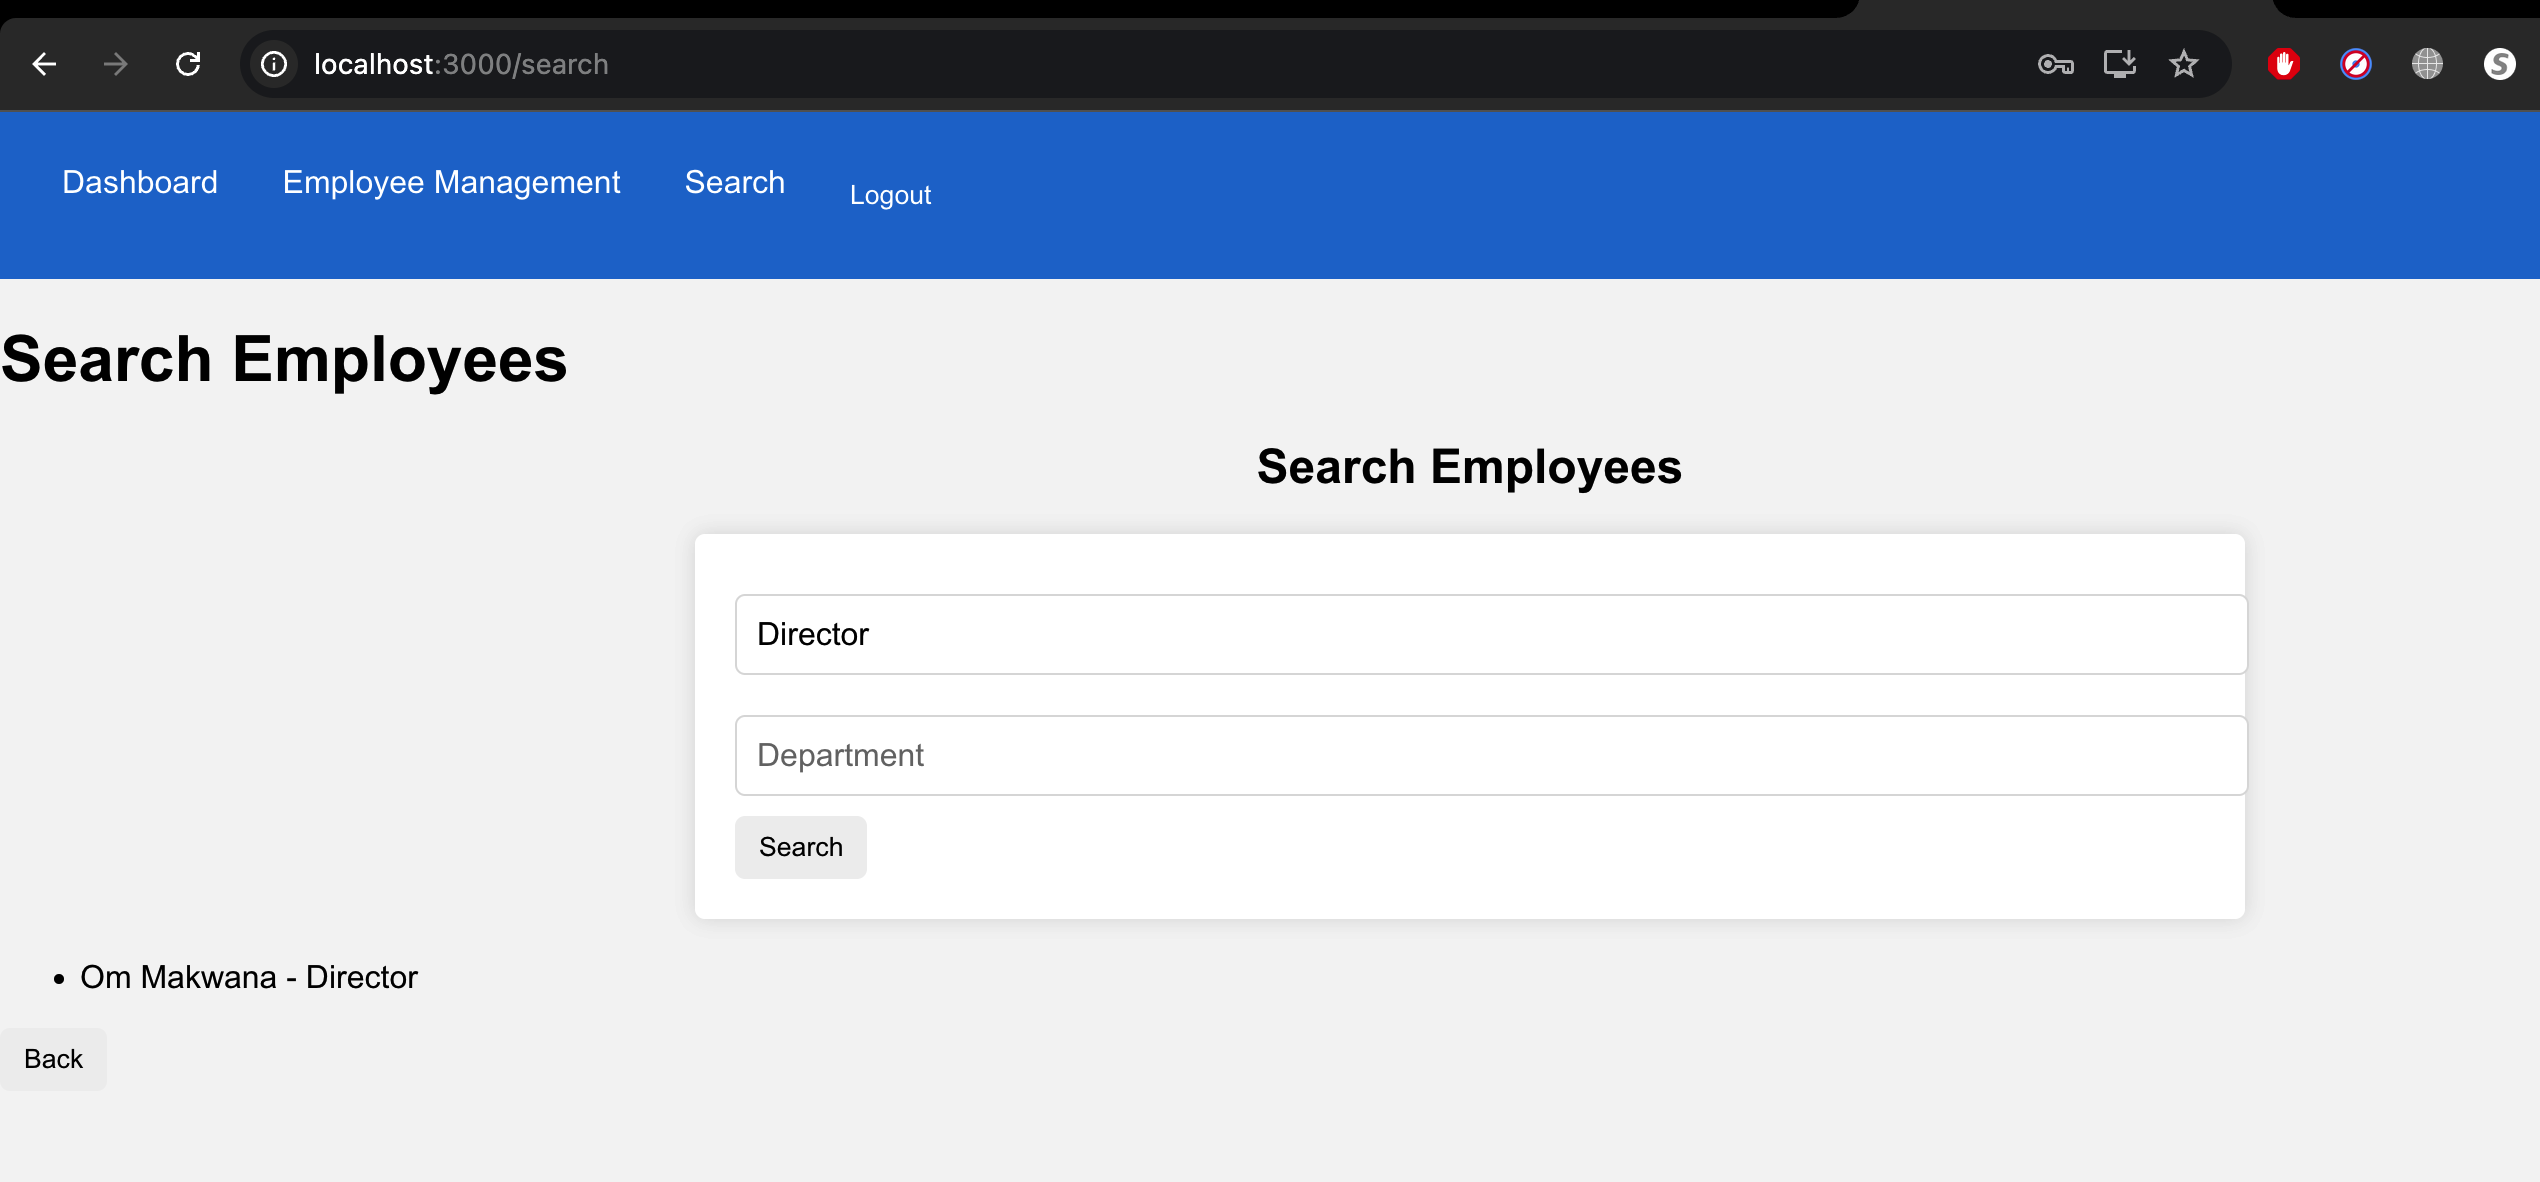 localhost:3000/search
Dashboard Employee Management Search Logout
Search Employees
Search Employees
Director
Department
Search
Om Makwana - Director
Back